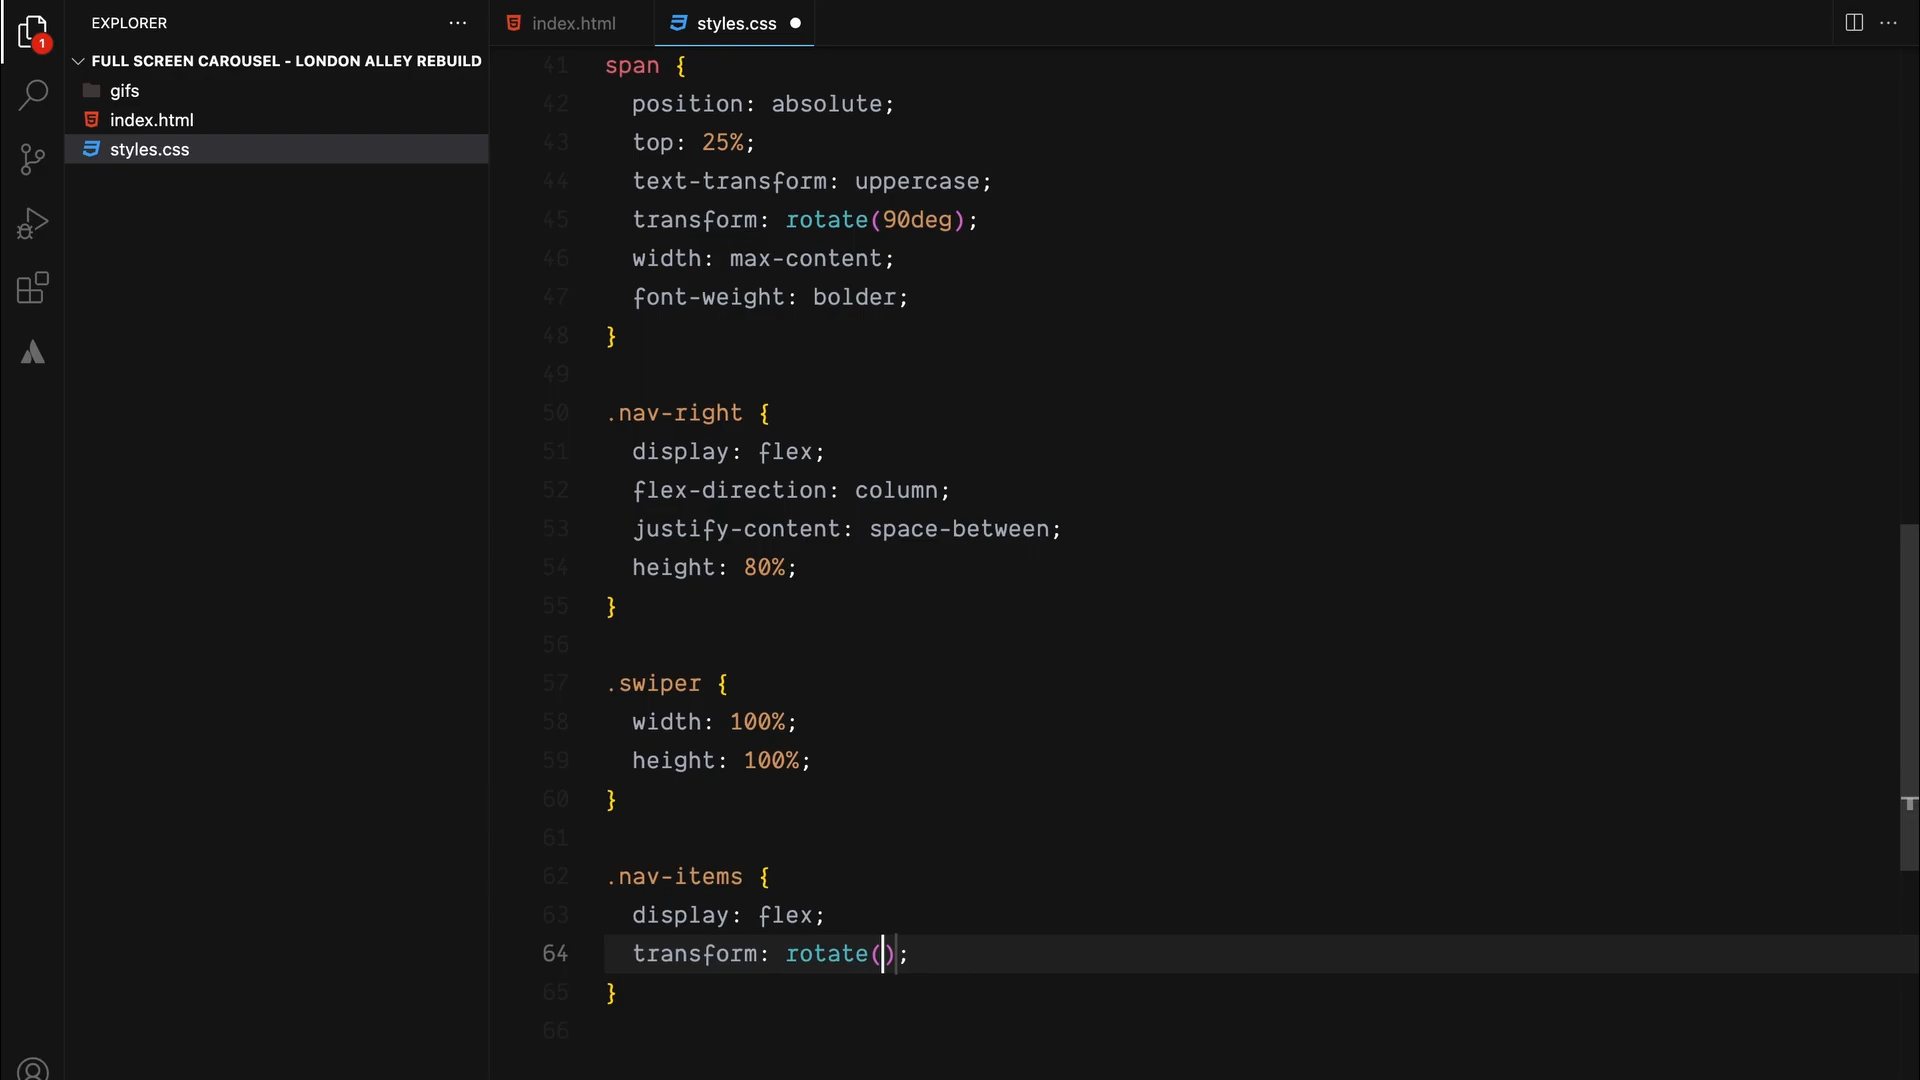 EXPLORER
FULL SCREEN CAROUSEL - LONDON ALLEY REBUILD
gifs
index.html
styles.css
1
index.html
styles.css
41 span {
42 position: absolute;
43 top: 25%;
44 text-transform: uppercase;
45 transform: rotate(90deg);
46 width: max-content;
47 font-weight: bolder;
48 }
49
50 .nav-right {
51 display: flex;
52 flex-direction: column;
53 justify-content: space-between;
54 height: 80%;
55 }
56
57 .swiper {
58 width: 100%;
59 height: 100%;
60 }
61
62 .nav-items {
63 display: flex;
64 transform: rotate();
65 }
66